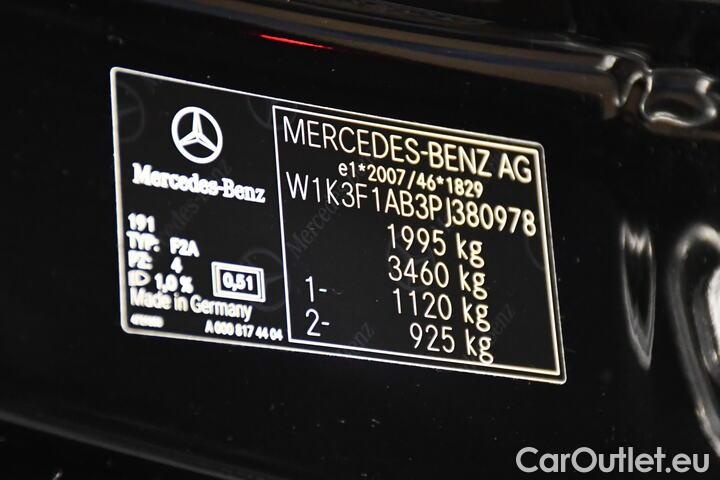 Mercedes-Benz
191
TYP: F2A
PZ: 4
1,0 %
0,51
Made in Germany
A 000 817 44 04
MERCEDES-BENZ AG
e1*2007/46*1829
W1K3F1AB3PJ380978
1995 kg
3460 kg
1- 1120 kg
2- 925 kg
CarOutlet.eu